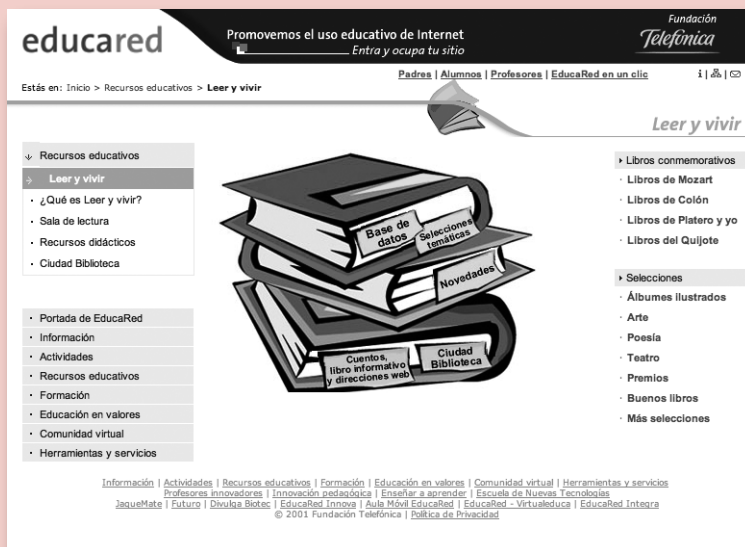 educared
Promovemos el uso educativo de Internet
Entra y ocupa tu sitio
Fundación
Telefónica
Padres | Alumnos | Profesores | EducaRed en un clic
i |
Estás en: Inicio > Recursos educativos > Leer y vivir
Leer y vivir
Recursos educativos
Leer y vivir
¿Qué es Leer y vivir?
Sala de lectura
Recursos didácticos
Ciudad Biblioteca
Portada de EducaRed
Información
Actividades
Recursos educativos
Formación
Educación en valores
Comunidad virtual
Herramientas y servicios
Base de
datos
Selecciones
temáticas
Novedades
Cuentos,
libro informativo
y direcciones web
Ciudad
Biblioteca
Libros conmemorativos
Libros de Mozart
Libros de Colón
Libros de Platero y yo
Libros del Quijote
Selecciones
Álbumes ilustrados
Arte
Poesía
Teatro
Premios
Buenos libros
Más selecciones
Información | Actividades | Recursos educativos | Formación | Educación en valores | Comunidad virtual | Herramientas y servicios
Profesores innovadores | Innovación pedagógica | Enseñar a aprender | Escuela de Nuevas Tecnologías
JaqueMate | Futuro | Divulga Biotec | EducaRed Innova | Aula Móvil EducaRed | EducaRed - Virtualeduca | EducaRed Integra
© 2001 Fundación Telefónica | Política de Privacidad